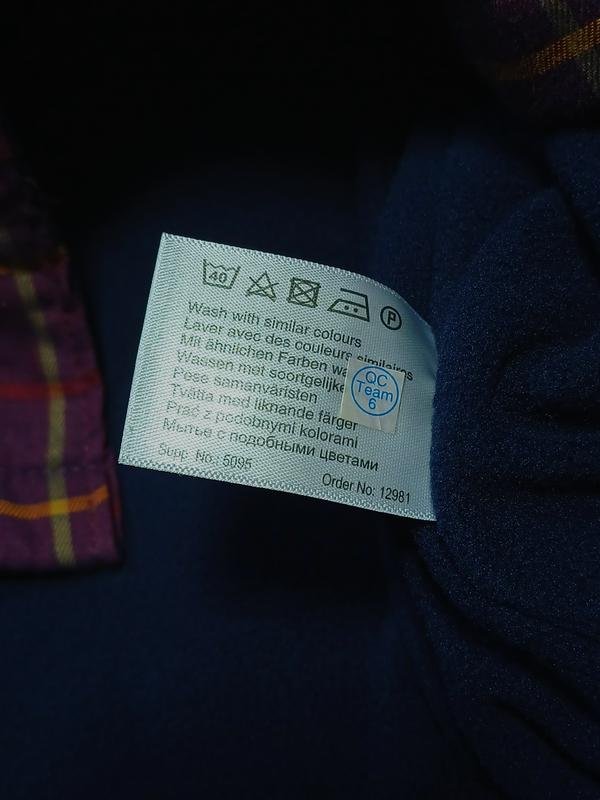 40
P
Wash with similar colours
Laver avec des couleurs similaires
Mit ähnlichen Farben
Wassen met soortgelijke
Pese samanväristen
Tvätta med liknande färger
Prać z podobnymi kolorami
Мытье с подобными цветами
Supp. No.: 5095
Order No: 12981
QC
Team
6